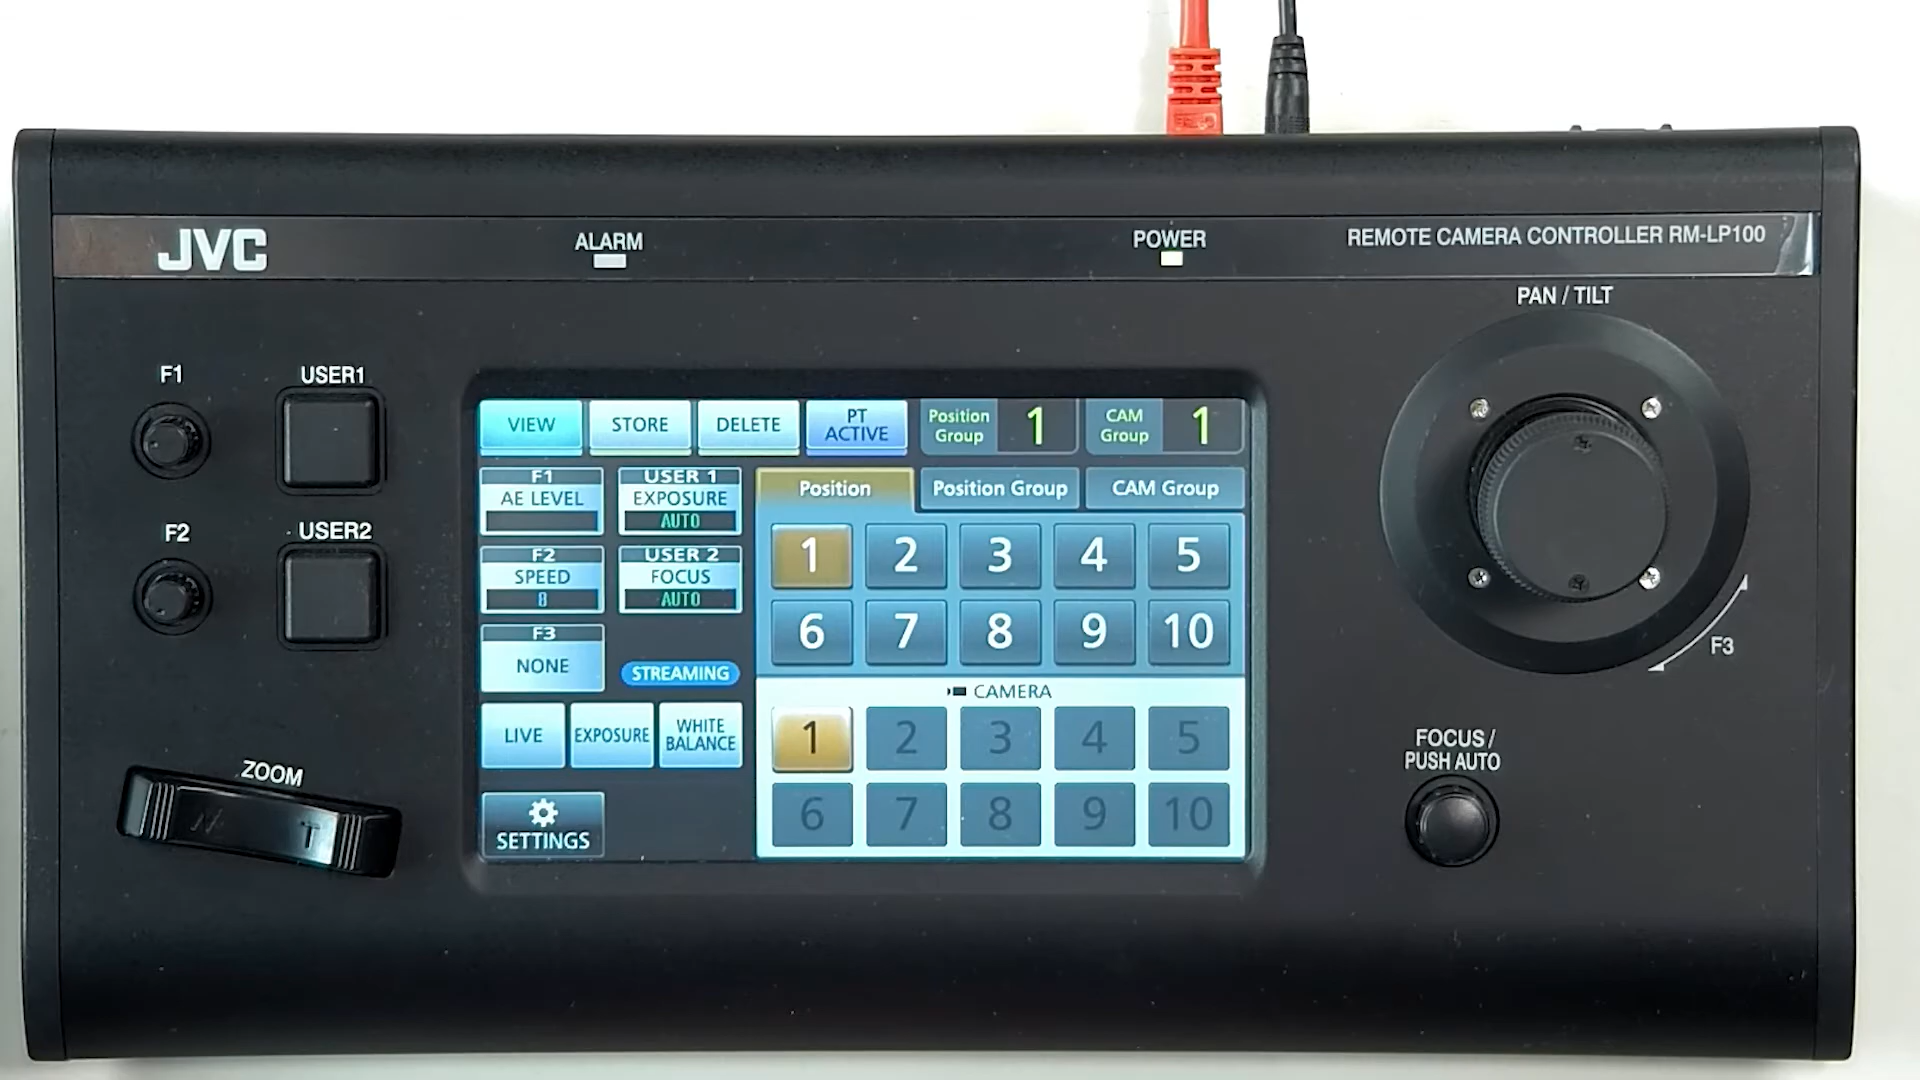 JVC
ALARM
POWER
REMOTE CAMERA CONTROLLER RM-LP100
PAN / TILT
F1
USER1
F2
USER2
ZOOM
T
F3
FOCUS /
PUSH AUTO
VIEW
STORE
DELETE
PT
ACTIVE
Position
Group
1
CAM
Group
1
F1
AE LEVEL
USER 1
EXPOSURE
AUTO
F2
SPEED
8
USER 2
FOCUS
AUTO
F3
NONE
STREAMING
LIVE
EXPOSURE
WHITE
BALANCE
SETTINGS
Position
Position Group
CAM Group
1 2 3 4 5
6 7 8 9 10
CAMERA
1 2 3 4 5
6 7 8 9 10